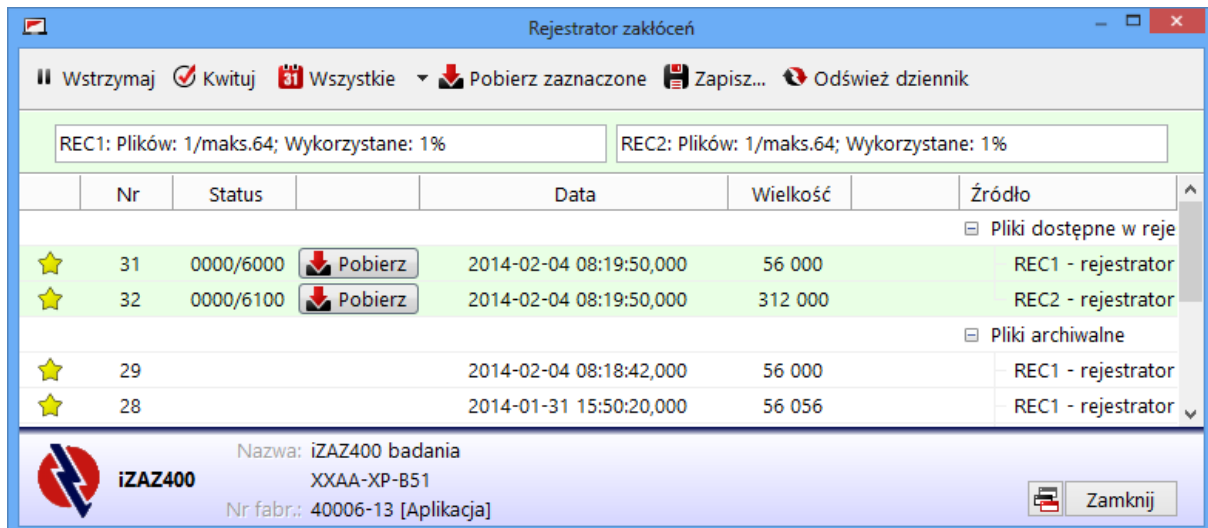 Rejestrator zakłóceń
Wstrzymaj Kwituj 31 Wszystkie Pobierz zaznaczone Zapisz... Odśwież dziennik
REC1: Plików: 1/maks.64; Wykorzystane: 1% REC2: Plików: 1/maks.64; Wykorzystane: 1%
Nr Status Data Wielkość Źródło
Pliki dostępne w reje
31 0000/6000 Pobierz 2014-02-04 08:19:50,000 56 000 REC1 - rejestrator
32 0000/6100 Pobierz 2014-02-04 08:19:50,000 312 000 REC2 - rejestrator
Pliki archiwalne
29 2014-02-04 08:18:42,000 56 000 REC1 - rejestrator
28 2014-01-31 15:50:20,000 56 056 REC1 - rejestrator
Nazwa: iZAZ400 badania
iZAZ400 XXAA-XP-B51
Nr fabr.: 40006-13 [Aplikacja] Zamknij